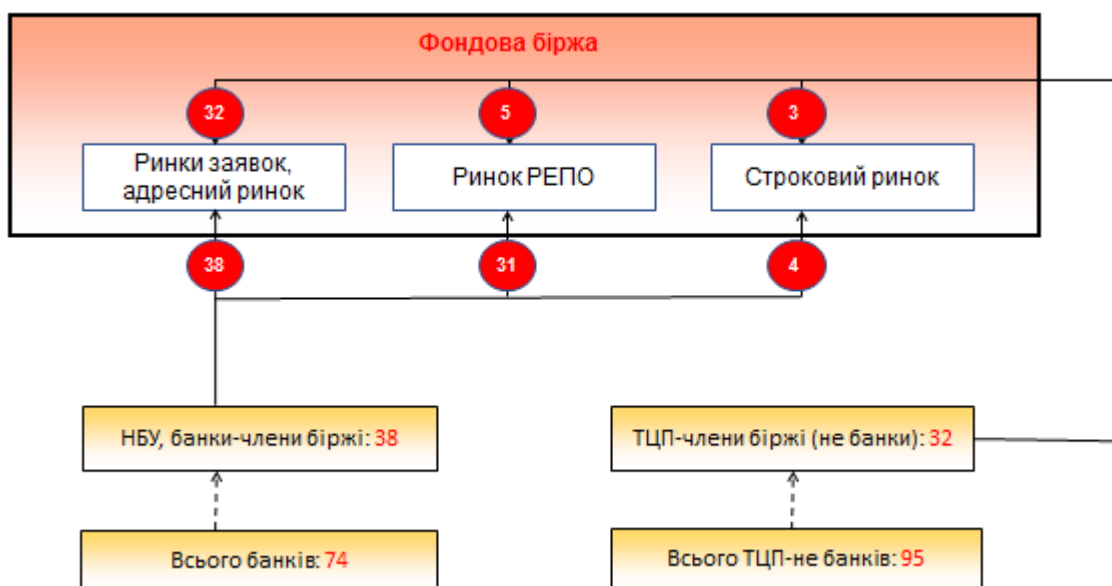 Фондова біржа
32
5
3
Ринки заявок,
адресний ринок
Ринок РЕПО
Строковий ринок
38
31
4
НБУ, банки-члени біржі: 38
ТЦП-члени біржі (не банки): 32
Всього банків: 74
Всього ТЦП-не банків: 95